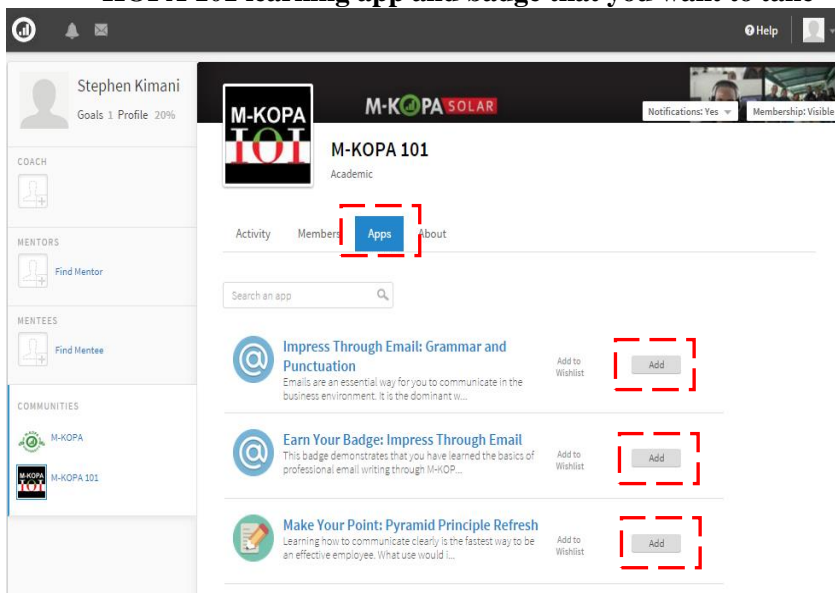 KOPA 101 learning app and badge that you want to take
Help
Stephen Kimani
Goals 1 Profile 20%
M-KOPA SOLAR
Notifications: Yes
Membership: Visible
M-KOPA
101
M-KOPA 101
Academic
COACH
Activity Members Apps About
MENTORS
Find Mentor
Search an app
MENTEES
Find Mentee
Impress Through Email: Grammar and
Punctuation
Emails are an essential way for you to communicate in the
business environment. It is the dominant w...
Add to
Wishlist
Add
COMMUNITIES
M-KOPA
M-KOPA
101
M-KOPA 101
Earn Your Badge: Impress Through Email
This badge demonstrates that you have learned the basics of
professional email writing through M-KOP...
Add to
Wishlist
Add
Make Your Point: Pyramid Principle Refresh
Learning how to communicate clearly is the fastest way to be
an effective employee. What use would i...
Add to
Wishlist
Add